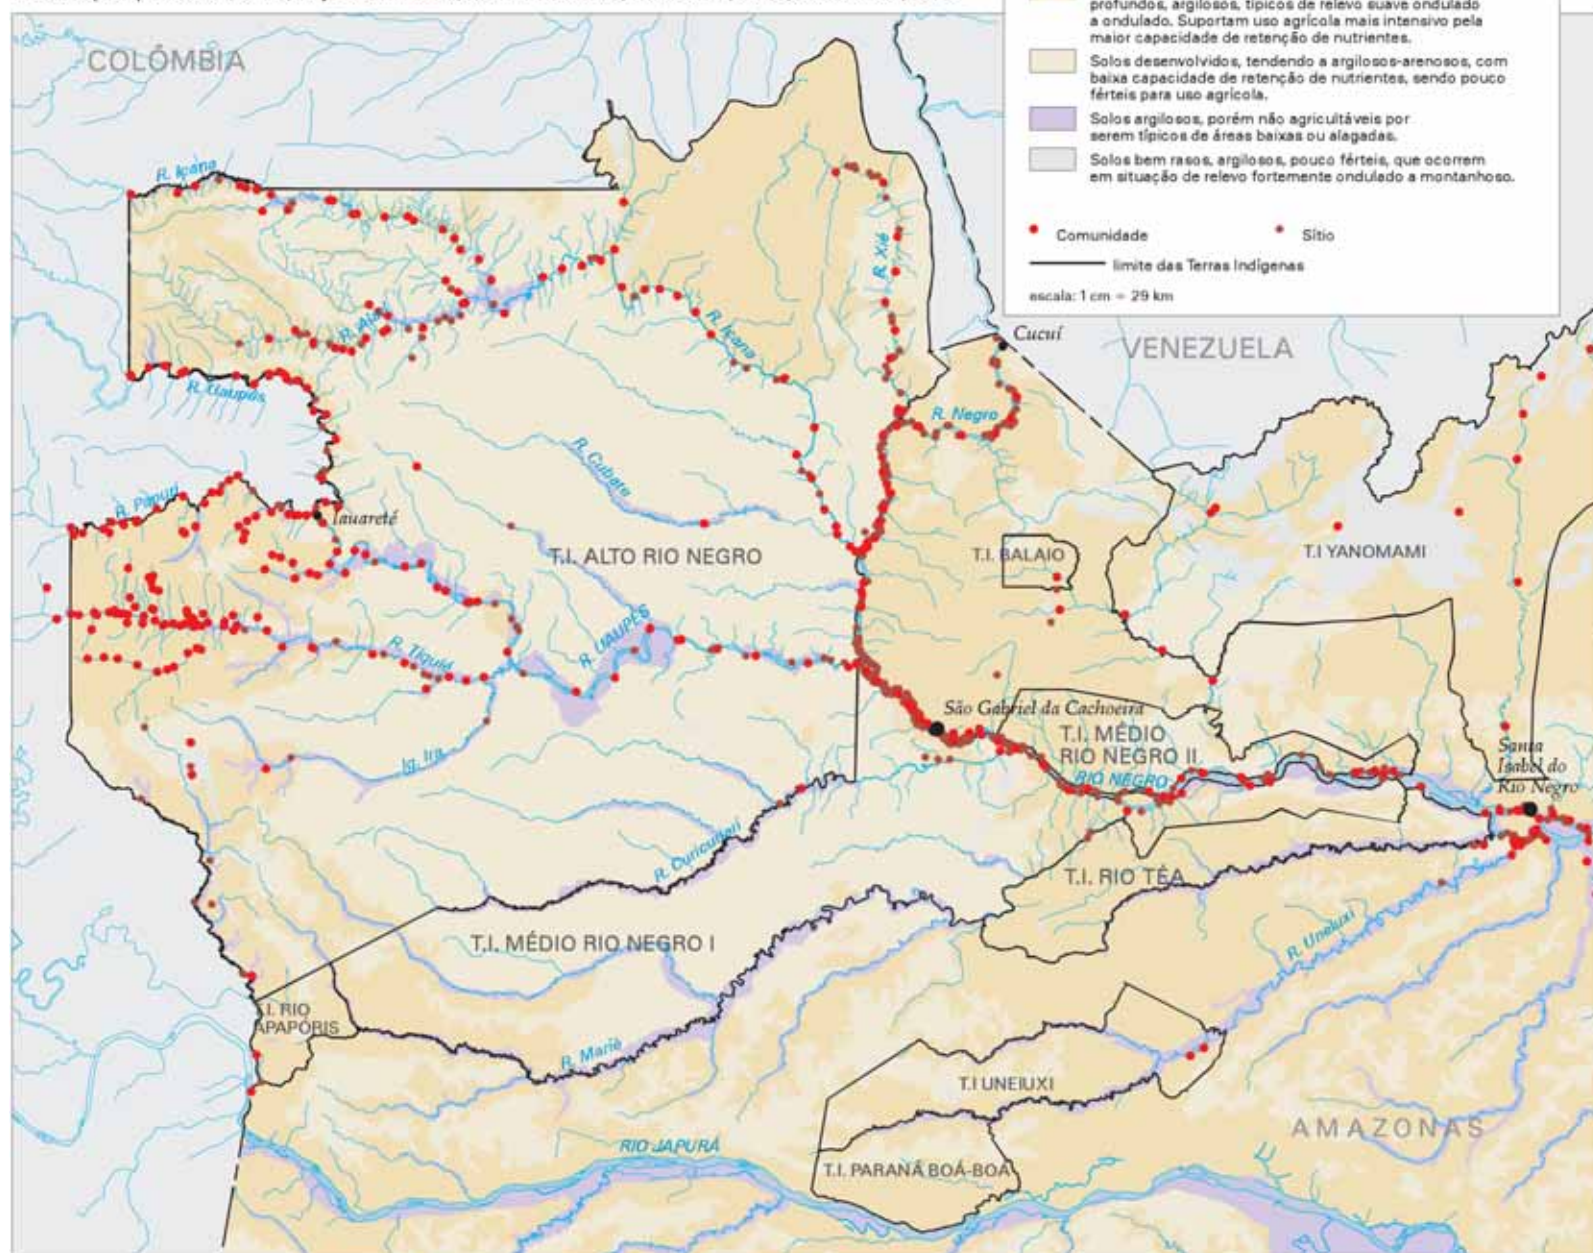 profundos, argilosos, típicos de relevo suave ondulado
a ondulado. Suportam uso agrícola mais intensivo pela
maior capacidade de retenção de nutrientes.
Solos desenvolvidos, tendendo a argilosos-arenosos, com
baixa capacidade de retenção de nutrientes, sendo pouco
férteis para uso agrícola.
Solos argilosos, porém não agricultáveis por
serem típicos de áreas baixas ou alagadas.
Solos bem rasos, argilosos, pouco férteis, que ocorrem
em situação de relevo fortemente ondulado a montanhoso.
Comunidade
Sítio
limite das Terras Indígenas
escala: 1 cm = 29 km
COLÔMBIA
R. Içana
R. Xié
R. Içana
Cucuí
VENEZUELA
R. Uaupés
R. Negro
R. Cubate
R. Papuri
Iauareté
T.I. ALTO RIO NEGRO
T.I. BALAIO
T.I YANOMAMI
R. UAUPÉS
R. Tiquié
São Gabriel da Cachoeira
T.I. MÉDIO
RIO NEGRO II
RIO NEGRO
Santa
Isabel do
Rio Negro
Ig. Ira
R. Curicuriari
T.I. RIO TÉA
R. Uneiuxi
T.I. MÉDIO RIO NEGRO I
T.I. RIO
APAPÓRIS
R. Marié
T.I UNEIUXI
AMAZONAS
RIO JAPURÁ
T.I. PARANÁ BOÁ-BOÁ